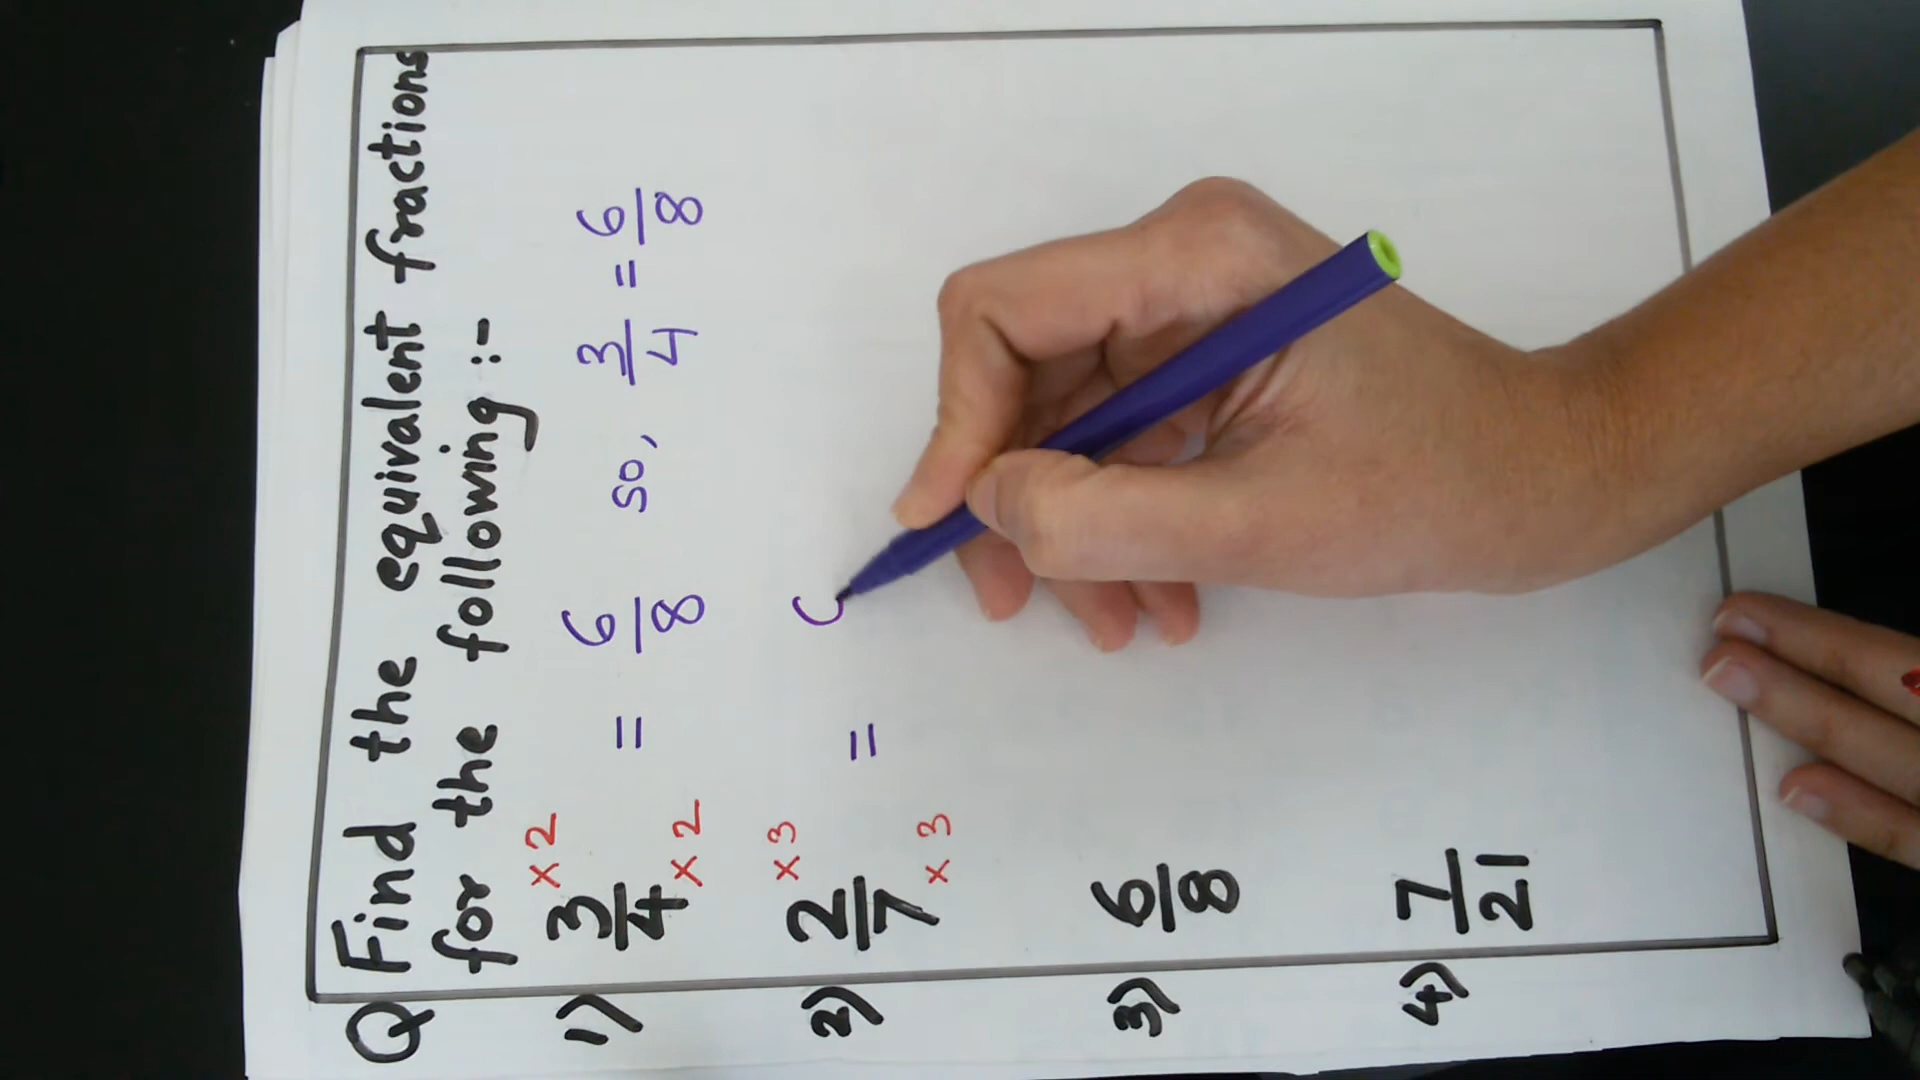 Q Find the equivalent fractions
for the following :-
1) 3/4 ×2 ×2 = 6/8 so, 3/4 = 6/8
2) 2/7 ×3 ×3 =
3) 6/8
4) 7/21